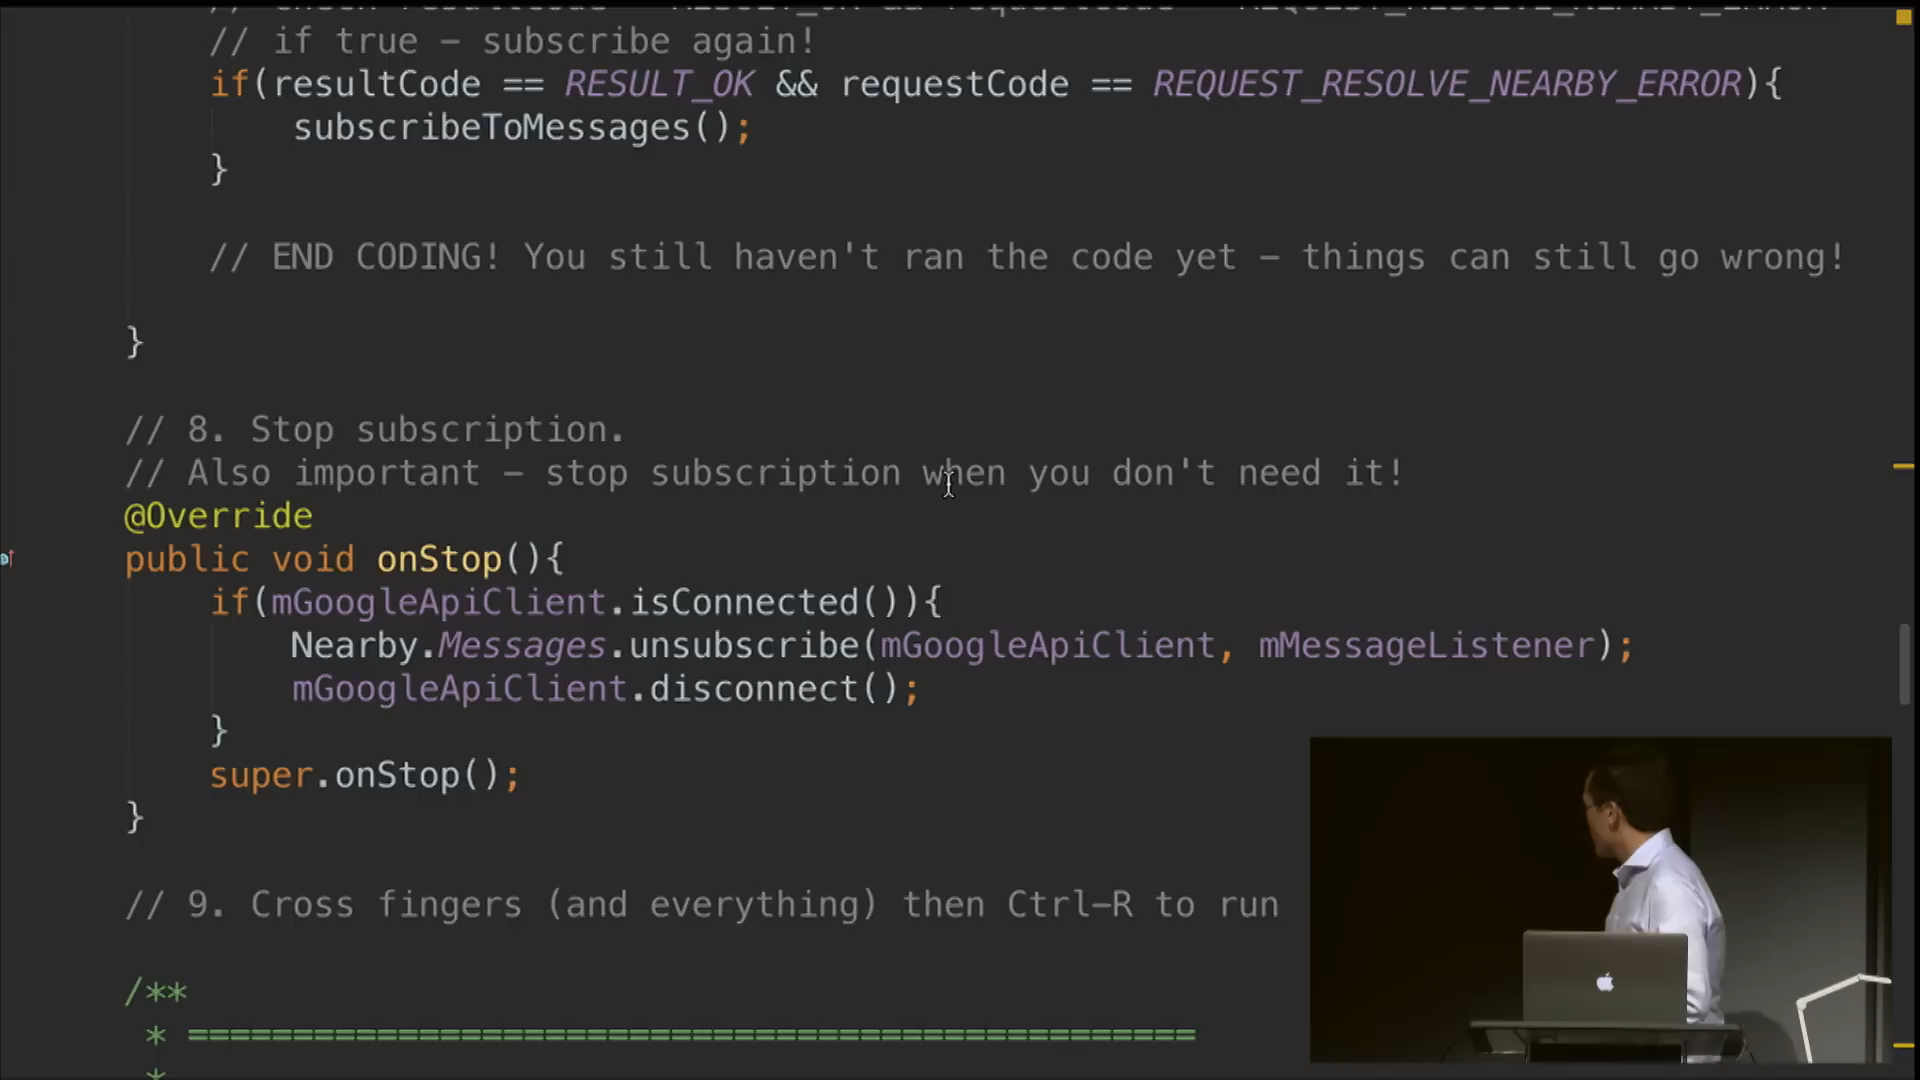 // if true – subscribe again!
if(resultCode == RESULT_OK && requestCode == REQUEST_RESOLVE_NEARBY_ERROR){
subscribeToMessages();
}
// END CODING! You still haven't ran the code yet – things can still go wrong!
}
// 8. Stop subscription.
// Also important – stop subscription when you don't need it!
@Override
public void onStop(){
if(mGoogleApiClient.isConnected()){
Nearby.Messages.unsubscribe(mGoogleApiClient, mMessageListener);
mGoogleApiClient.disconnect();
}
super.onStop();
}
// 9. Cross fingers (and everything) then Ctrl–R to run
/**
* ================================================
*